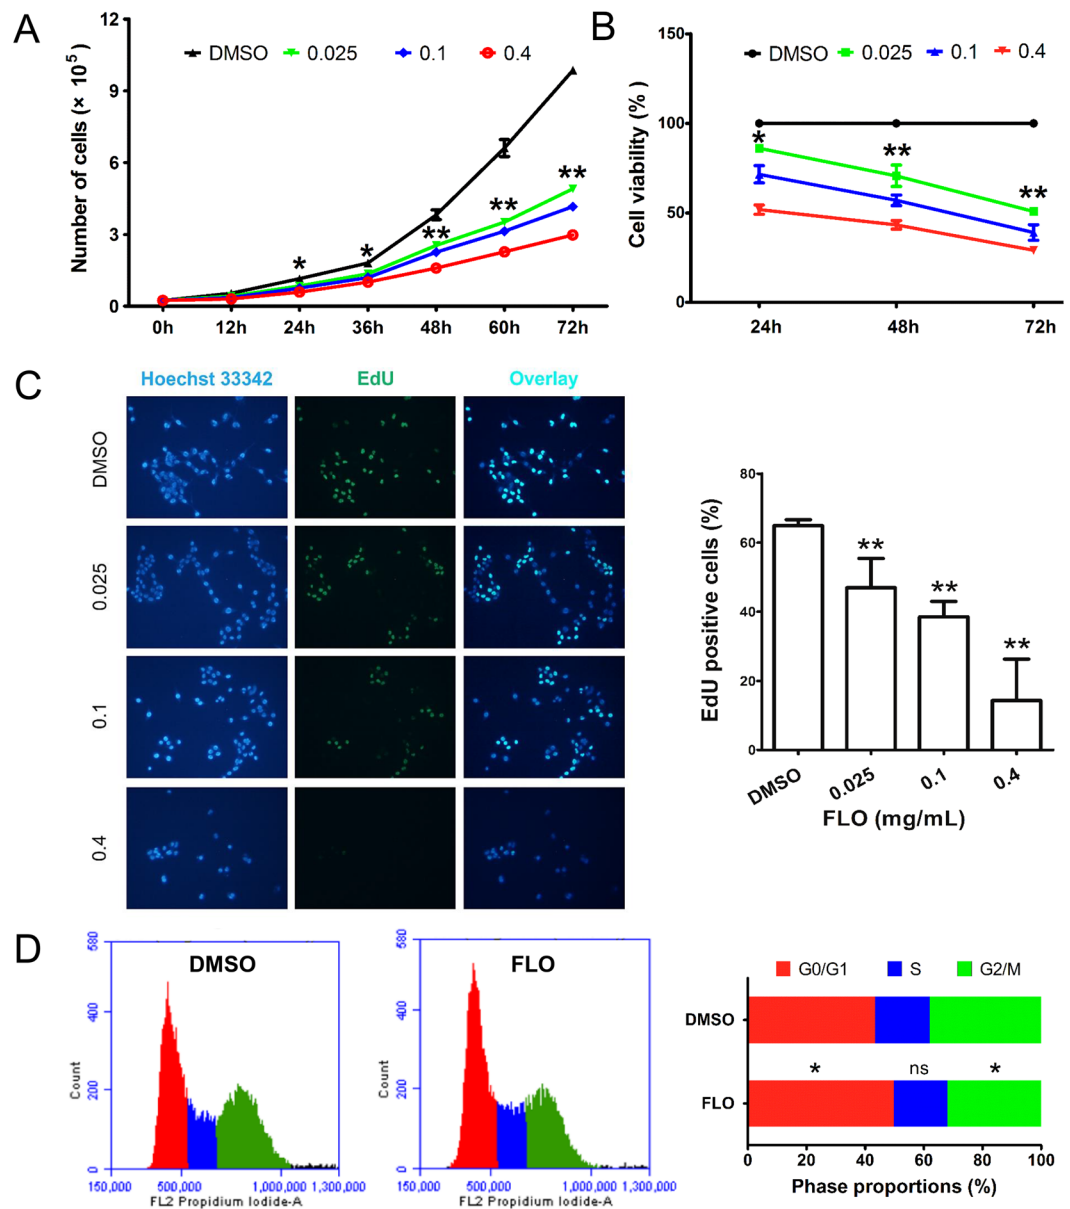 A
Number of cells (× 10⁵)
12
9
6
3
0
DMSO 0.025 0.1 0.4
* * ** ** **
0h 12h 24h 36h 48h 60h 72h
B
Cell viability (% )
150
100
50
0
DMSO 0.025 0.1 0.4
* ** **
24h 48h 72h
C
Hoechst 33342 EdU Overlay
DMSO
0.025
0.1
0.4
EdU positive cells (%)
80
60
40
20
0
** ** **
DMSO 0.025 0.1 0.4
FLO (mg/mL)
D
DMSO
Count
580
400
200
0
150,000 500,000 1,000,000 1,300,000
FL2 Propidium Iodide-A
FLO
Count
580
400
200
0
150,000 500,000 1,000,000 1,300,000
FL2 Propidium Iodide-A
G0/G1 S G2/M
DMSO
* ns *
FLO
0 20 40 60 80 100
Phase proportions (%)